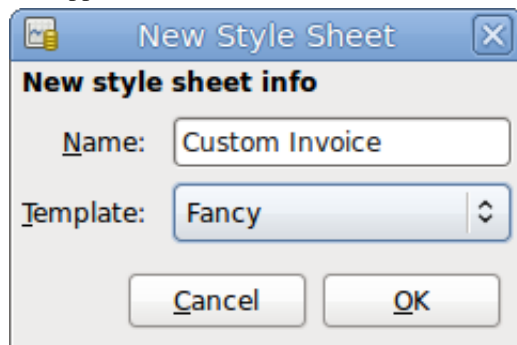 New Style Sheet
New style sheet info
Name: Custom Invoice
Template: Fancy
Cancel OK